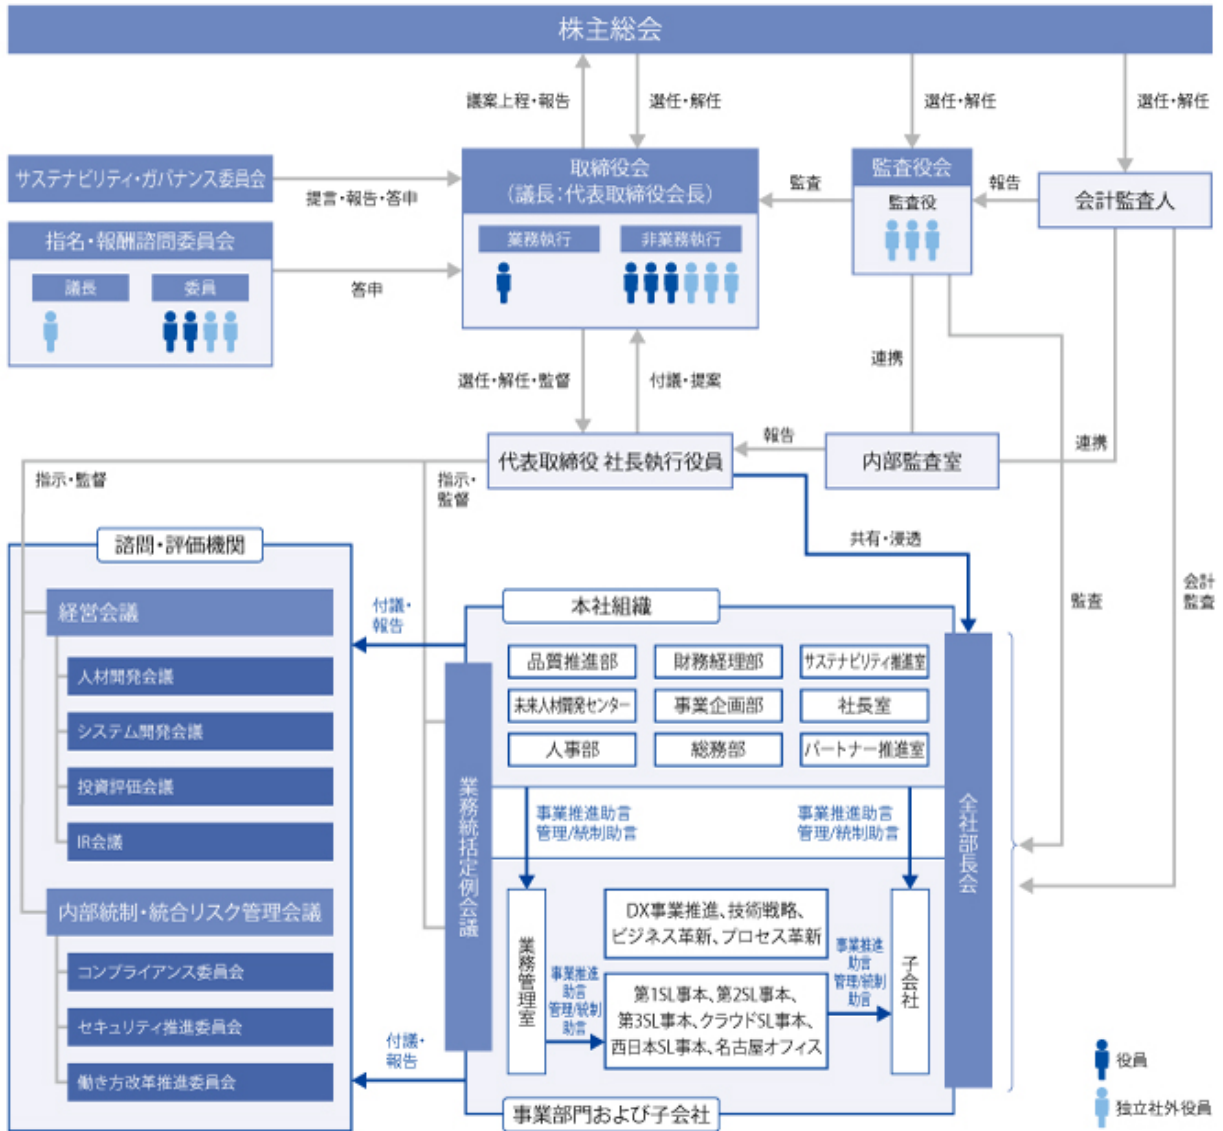 株主総会
議案上程・報告
選任・解任
選任・解任
選任・解任
サステナビリティ・ガバナンス委員会
提言・報告・答申
取締役会
(議長:代表取締役会長)
業務執行
非業務執行
監査
監査役会
監査役
報告
会計監査人
指名・報酬諮問委員会
議長
委員
答申
選任・解任・監督
付議・提案
連携
連携
代表取締役 社長執行役員
報告
内部監査室
指示・監督
指示・
監督
共有・浸透
監査
会計
監査
諮問・評価機関
経営会議
人材開発会議
システム開発会議
投資評価会議
IR会議
内部統制・統合リスク管理会議
コンプライアンス委員会
セキュリティ推進委員会
働き方改革推進委員会
付議・
報告
付議・
報告
業務統括定例会議
本社組織
品質推進部
財務経理部
サステナビリティ推進室
未来人材開発センター
事業企画部
社長室
人事部
総務部
パートナー推進室
事業推進助言
管理/統制助言
事業推進助言
管理/統制助言
全社部長会
業務管理室
DX事業推進、技術戦略、
ビジネス革新、プロセス革新
事業推進
助言
管理/統制
助言
第1SL事本、第2SL事本、
第3SL事本、クラウドSL事本、
西日本SL事本、名古屋オフィス
事業推進
助言
管理/統制
助言
子会社
事業部門および子会社
役員
独立社外役員